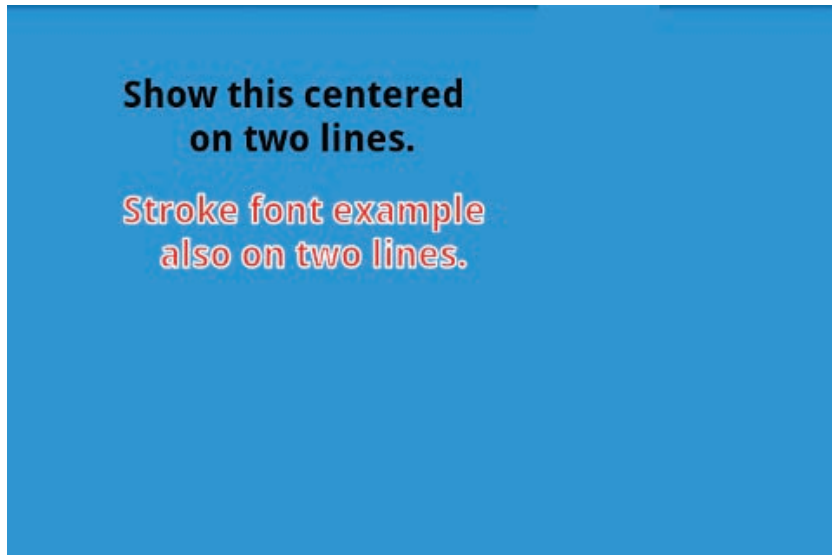 Show this centered
on two lines.
Stroke font example
also on two lines.